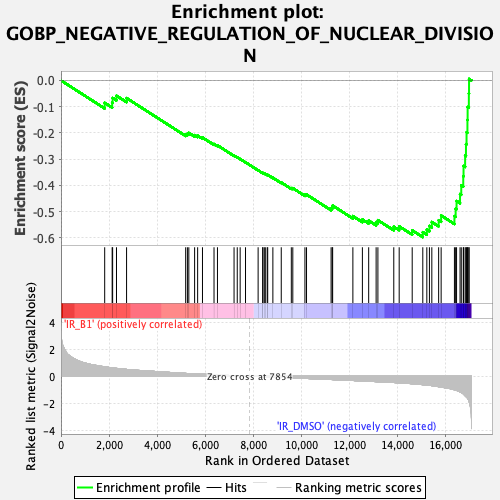 Enrichment plot:
GOBP_NEGATIVE_REGULATION_OF_NUCLEAR_DIVISIO
N
Enrichment score (ES)
0.0
-0.1
-0.2
-0.3
-0.4
-0.5
-0.6
'IR_B1' (positively correlated)
Ranked list metric (Signal2Noise)
4
2
0
-2
-4
Zero cross at 7854
'IR_DMSO' (negatively correlated)
0
2,000
4,000
6,000
8,000
10,000
12,000
14,000
16,000
Rank in Ordered Dataset
Enrichment profile
Hits
Ranking metric scores